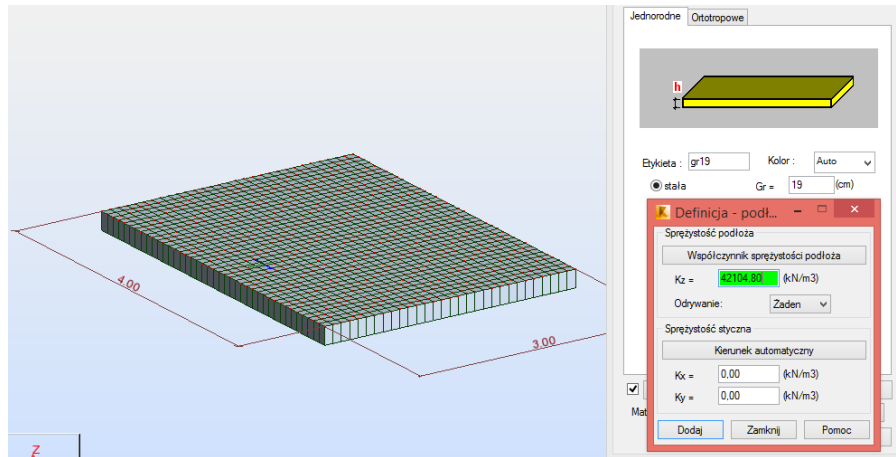 Jednorodne Ortotropowe
h
Etykieta : gr19 Kolor : Auto
stała Gr = 19 (cm)
Definicja - podł...
Sprężystość podłoża
Współczynnik sprężystości podłoża
Kz = 42104.80 (kN/m3)
Odrywanie: Żaden
Sprężystość styczna
Kierunek automatyczny
Kx = 0,00 (kN/m3)
Ky = 0,00 (kN/m3)
Dodaj Zamknij Pomoc
4.00
3.00
Z